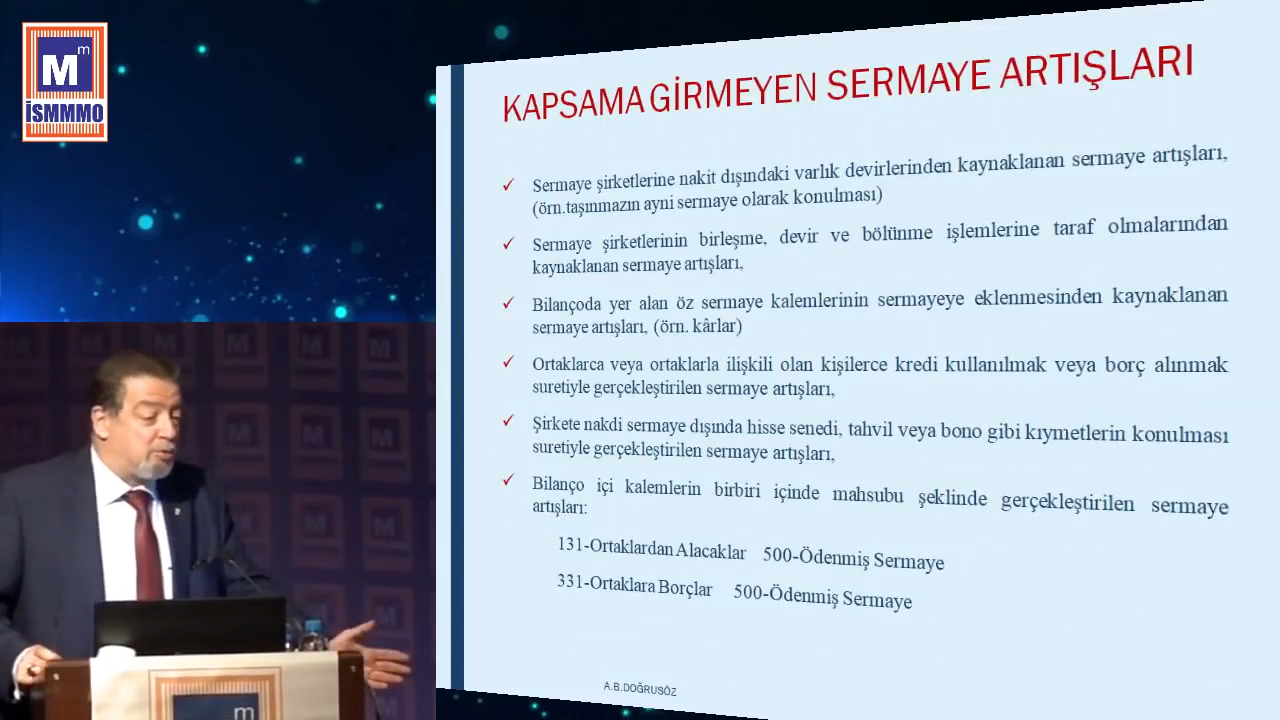 Mm
İSMMMO
KAPSAMA GİRMEYEN SERMAYE ARTIŞLARI
✓ Sermaye şirketlerine nakit dışındaki varlık devirlerinden kaynaklanan sermaye artışları,
(örn.taşınmazın ayni sermaye olarak konulması)
✓ Sermaye şirketlerinin birleşme, devir ve bölünme işlemlerine taraf olmalarından
kaynaklanan sermaye artışları,
✓ Bilançoda yer alan öz sermaye kalemlerinin sermayeye eklenmesinden kaynaklanan
sermaye artışları, (örn. kârlar)
✓ Ortaklarca veya ortaklarla ilişkili olan kişilerce kredi kullanılmak veya borç alınmak
suretiyle gerçekleştirilen sermaye artışları,
✓ Şirkete nakdi sermaye dışında hisse senedi, tahvil veya bono gibi kıymetlerin konulması
suretiyle gerçekleştirilen sermaye artışları,
✓ Bilanço içi kalemlerin birbiri içinde mahsubu şeklinde gerçekleştirilen sermaye
artışları:
131-Ortaklardan Alacaklar 500-Ödenmiş Sermaye
331-Ortaklara Borçlar 500-Ödenmiş Sermaye
A.B.DOĞRUSÖZ
m